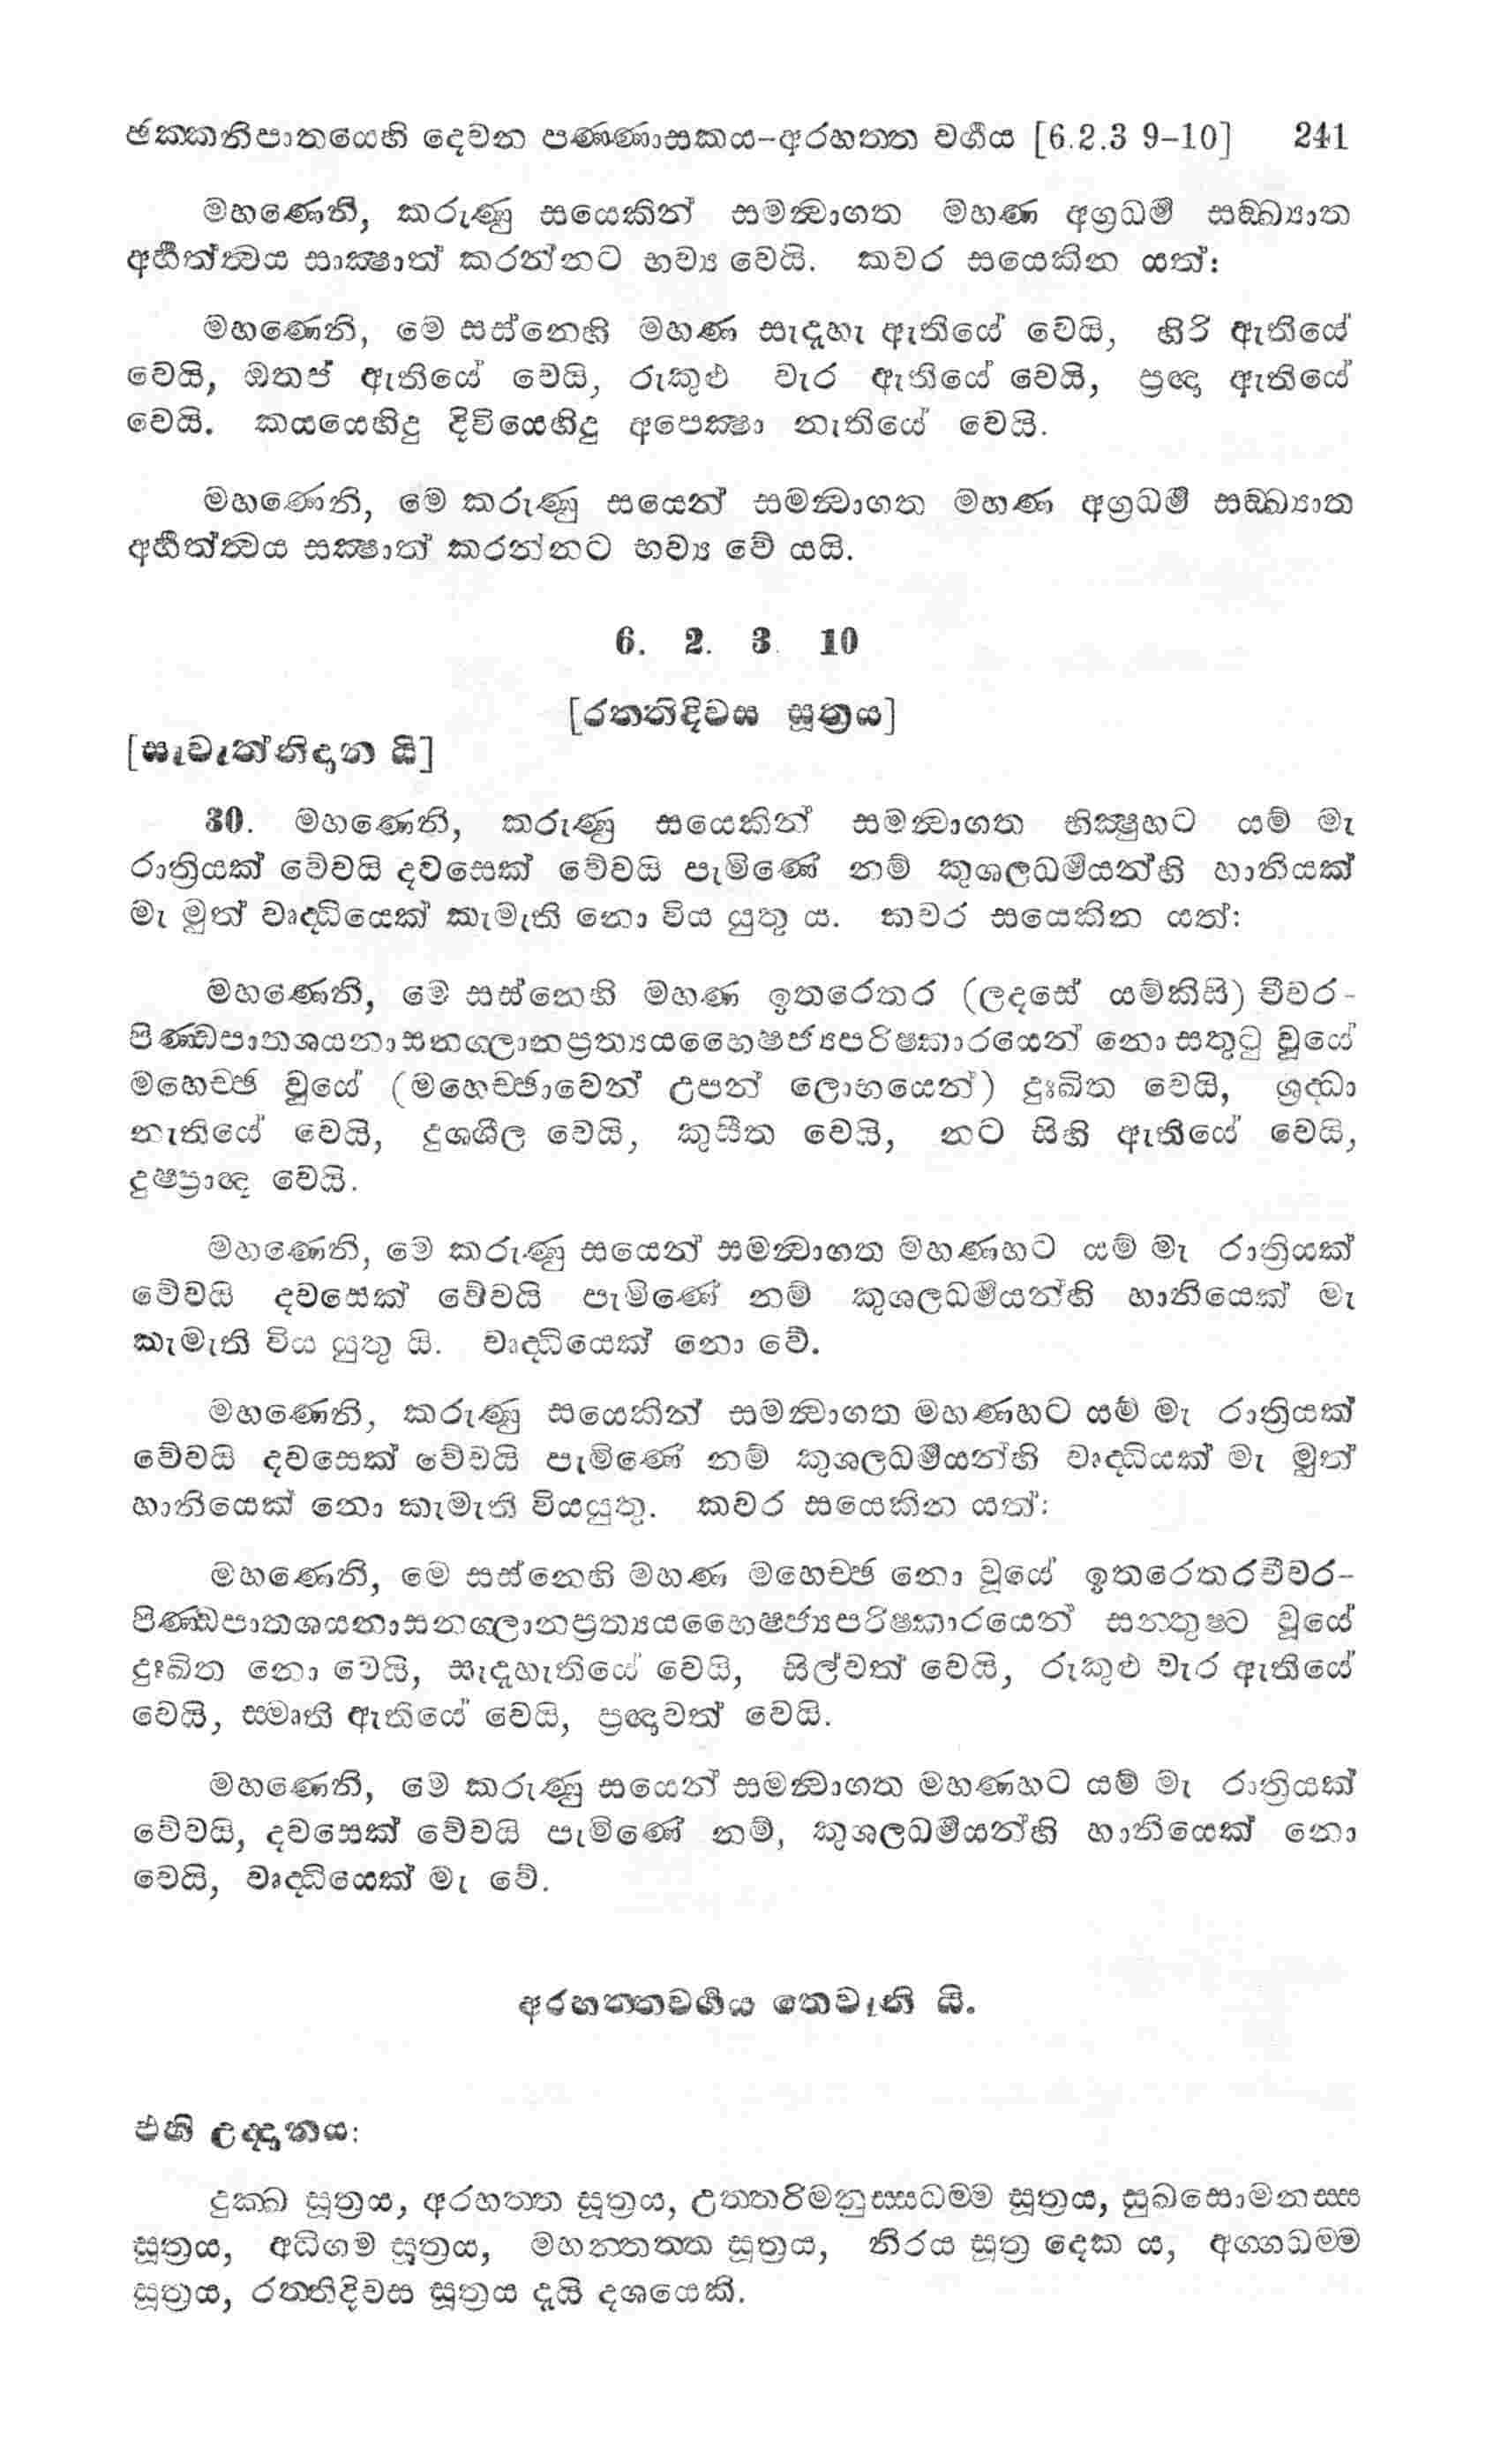 ඡක්කනිපාතයෙහි දෙවන පණ්ණාසකය-අරහත්ත වර්‍ගය [6.2.3 9-10] 241
මහණෙනි, කරුණු සයෙකින් සමන්‍වාගත මහණ අග්‍රධර්‍ම සඞ්ඛ්‍යාත
අර්‍හත්ත්‍වය සාක්‍ෂාත් කරන්නට භව්‍ය වෙයි. කවර සයෙකින යත්:
මහණෙනි, මෙ සස්නෙහි මහණ සැදැහැ ඇතියේ වෙයි, හිරි ඇතියේ
වෙයි, ඔතප් ඇතියේ වෙයි, රුකුළු වැර ඇතියේ වෙයි, ප්‍රඥා ඇතියේ
වෙයි. කයයෙහිදු දිවියෙහිදු අපෙක්‍ෂා නැතියේ වෙයි.
මහණෙනි, මෙ කරුණු සයෙන් සමන්‍වාගත මහණ අග්‍රධර්‍ම සඞ්ඛ්‍යාත
අර්‍හත්ත්‍වය සක්‍ෂාත් කරන්නට භව්‍ය වේ යයි.
6. 2. 3. 10
[රත්තිදිවස සූත්‍රය]
[සැවැත්නිදාන යි]
30. මහණෙනි, කරුණු සයෙකින් සමන්‍වාගත භික්‍ෂුහට යම් මැ
රාත්‍රියක් වේවයි දවසෙක් වේවයි පැමිණේ නම් කුශලධර්‍මයන්හි හානියක්
මැ මුත් වෘද්ධියෙක් කැමැති නො විය යුතු ය. කවර සයෙකින යත්:
මහණෙනි, මෙ සස්නෙහි මහණ ඉතරෙතර (ලදසේ යම්කිසි) චීවර-
පිණ්ඩපාතශයනාසනග්ලානප්‍රත්‍යයභෛෂජ්‍යපරිෂ්කාරයෙන් නො සතුටු වූයේ
මහෙච්ඡ වූයේ (මහෙච්ඡාවෙන් උපන් ලොභයෙන්) දුඃඛිත වෙයි, ශ්‍රද්ධා
නැතියේ වෙයි, දුශ්ශීල වෙයි, කුසීත වෙයි, නට සිහි ඇතියේ වෙයි,
දුෂ්ප්‍රාඥ වෙයි.
මහණෙනි, මෙ කරුණු සයෙන් සමන්‍වාගත මහණහට යම් මැ රාත්‍රියක්
වේවයි දවසෙක් වේවයි පැමිණේ නම් කුශලධර්‍මයන්හි හානියෙක් මැ
කැමැති විය යුතු යි. වෘද්ධියෙක් නො වේ.
මහණෙනි, කරුණු සයෙකින් සමන්‍වාගත මහණහට යම් මැ රාත්‍රියක්
වේවයි දවසෙක් වේවයි පැමිණේ නම් කුශලධර්‍මයන්හි වෘද්ධියක් මැ මුත්
හානියෙක් නො කැමැති වියයුතු. කවර සයෙකින යත්:
මහණෙනි, මෙ සස්නෙහි මහණ මහෙච්ඡ නො වූයේ ඉතරෙතරචීවර-
පිණ්ඩපාතශයනාසනග්ලානප්‍රත්‍යයභෛෂජ්‍යපරිෂ්කාරයෙන් සන්තුෂ්ට වූයේ
දුඃඛිත නො වෙයි, සැදැහැතියේ වෙයි, සිල්වත් වෙයි, රුකුළු වැර ඇතියේ
වෙයි, ස්මෘති ඇතියේ වෙයි, ප්‍රඥාවත් වෙයි.
මහණෙනි, මෙ කරුණු සයෙන් සමන්‍වාගත මහණහට යම් මැ රාත්‍රියක්
වේවයි, දවසෙක් වේවයි පැමිණේ නම්, කුශලධර්‍මයන්හි හානියෙක් නො
වෙයි, වෘද්ධියෙක් මැ වේ.
අරහත්තවර්‍ගය තෙවැනි යි.
එහි උද්දානය:
දුක්ඛ සූත්‍රය, අරහත්ත සූත්‍රය, උත්තරිමනුස්සධම්ම සූත්‍රය, සුඛසොමනස්ස
සූත්‍රය, අධිගම සූත්‍රය, මහන්තත්ත සූත්‍රය, නිරය සූත්‍ර දෙක ය, අග්ගධම්ම
සූත්‍රය, රත්තිදිවස සූත්‍රය දැයි දශයෙකි.